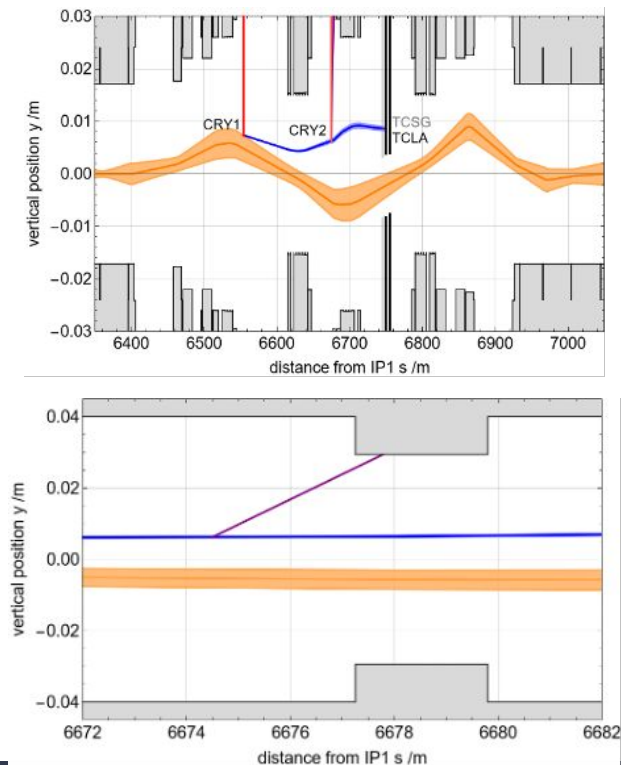 0.03
0.02
0.01
0.00
−0.01
−0.02
−0.03
vertical position y /m
CRY1
CRY2
TCSG
TCLA
6400 6500 6600 6700 6800 6900 7000
distance from IP1 s /m
0.04
0.02
0.00
−0.02
−0.04
vertical position y /m
6672 6674 6676 6678 6680 6682
distance from IP1 s /m